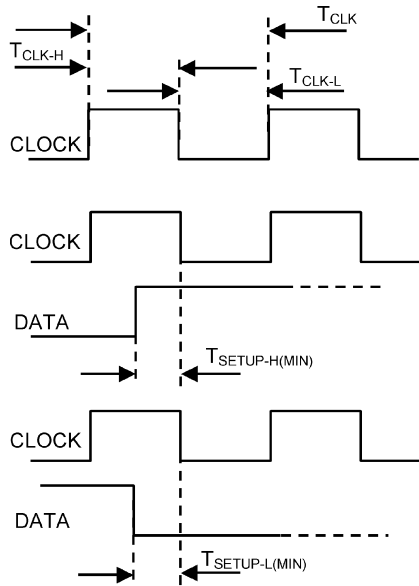 T_CLK
T_CLK-H
T_CLK-L
CLOCK
CLOCK
DATA
T_SETUP-H(MIN)
CLOCK
DATA
T_SETUP-L(MIN)